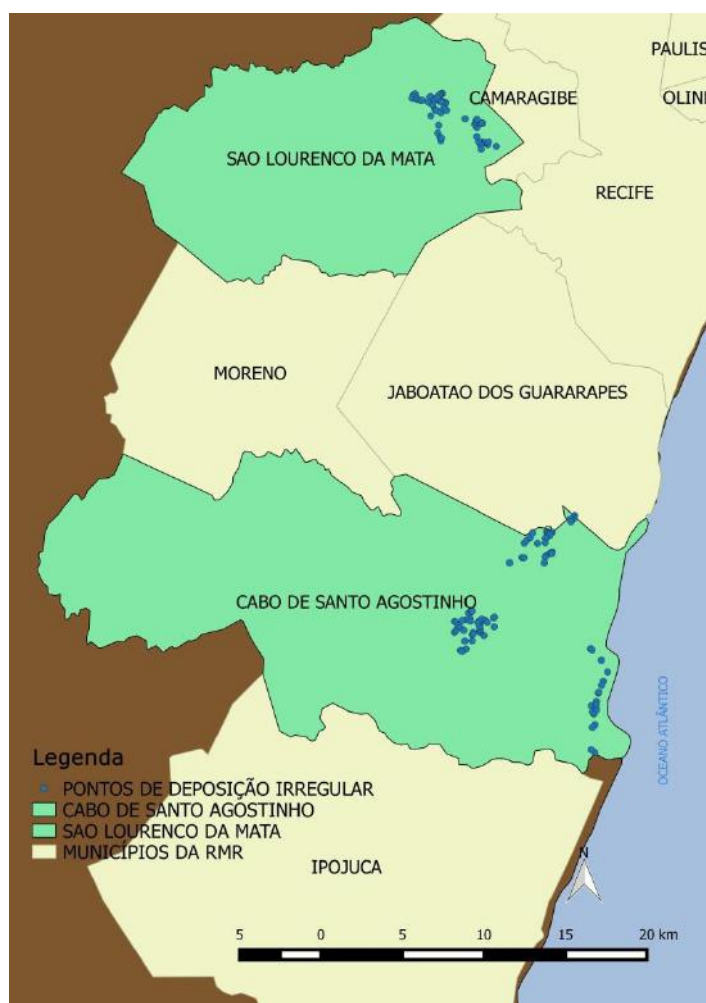 PAULIS
CAMARAGIBE
OLIN
SAO LOURENCO DA MATA
RECIFE
MORENO
JABOATAO DOS GUARARAPES
CABO DE SANTO AGOSTINHO
OCEANO ATLÂNTICO
Legenda
PONTOS DE DEPOSIÇÃO IRREGULAR
CABO DE SANTO AGOSTINHO
SAO LOURENCO DA MATA
MUNICÍPIOS DA RMR
IPOJUCA
N
5 0 5 10 15 20 km